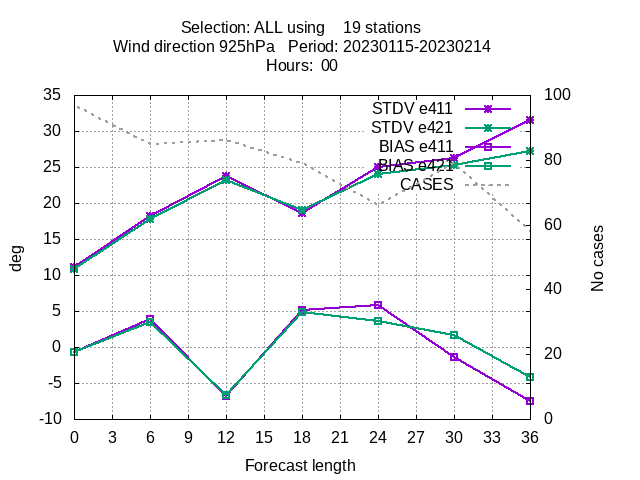 Selection: ALL using 19 stations
Wind direction 925hPa Period: 20230115-20230214
Hours: 00
STDV e411
STDV e421
BIAS e411
BIAS e421
CASES
35
30
25
20
15
10
5
0
-5
-10
deg
100
80
60
40
20
0
No cases
0 3 6 9 12 15 18 21 24 27 30 33 36
Forecast length